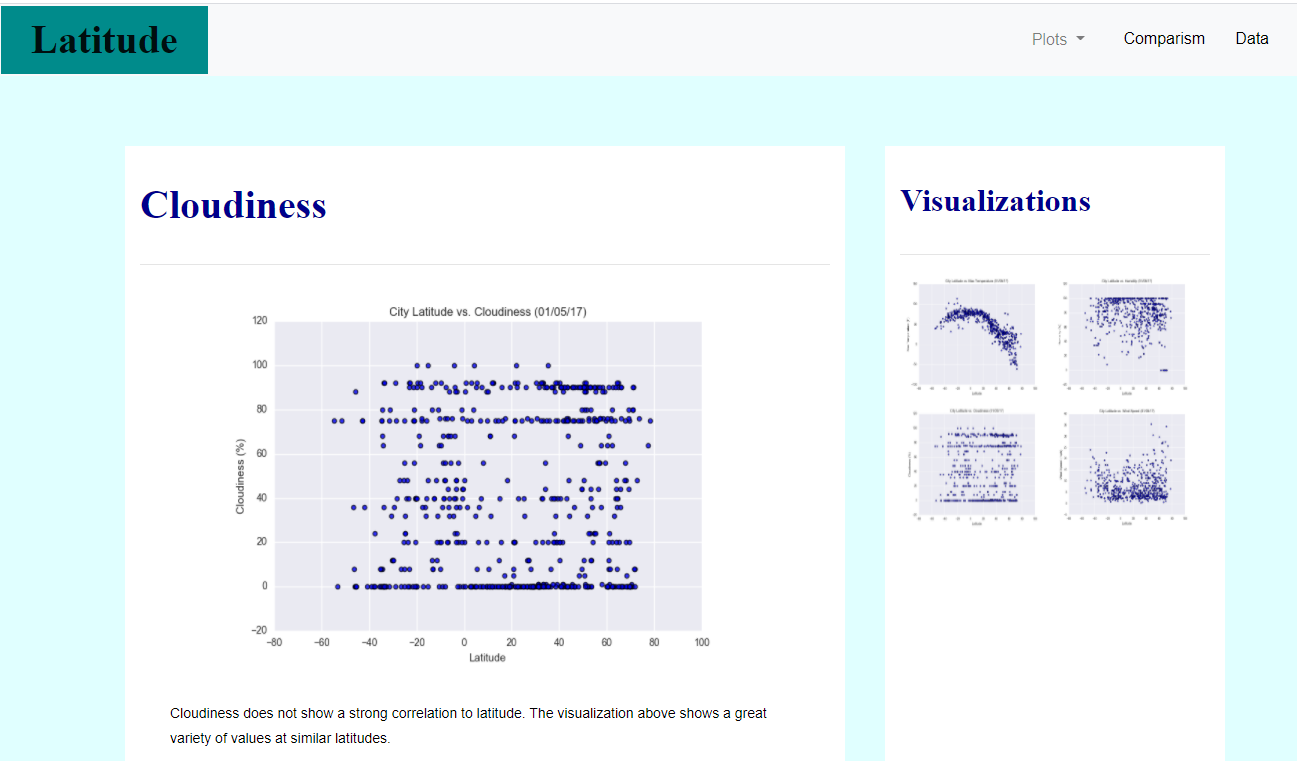 Latitude
Plots Comparism Data
Cloudiness
City Latitude vs. Cloudiness (01/05/17)
120
100
80
60
40
20
0
−20
Cloudiness (%)
−80 −60 −40 −20 0 20 40 60 80 100
Latitude
Cloudiness does not show a strong correlation to latitude. The visualization above shows a great
variety of values at similar latitudes.
Visualizations